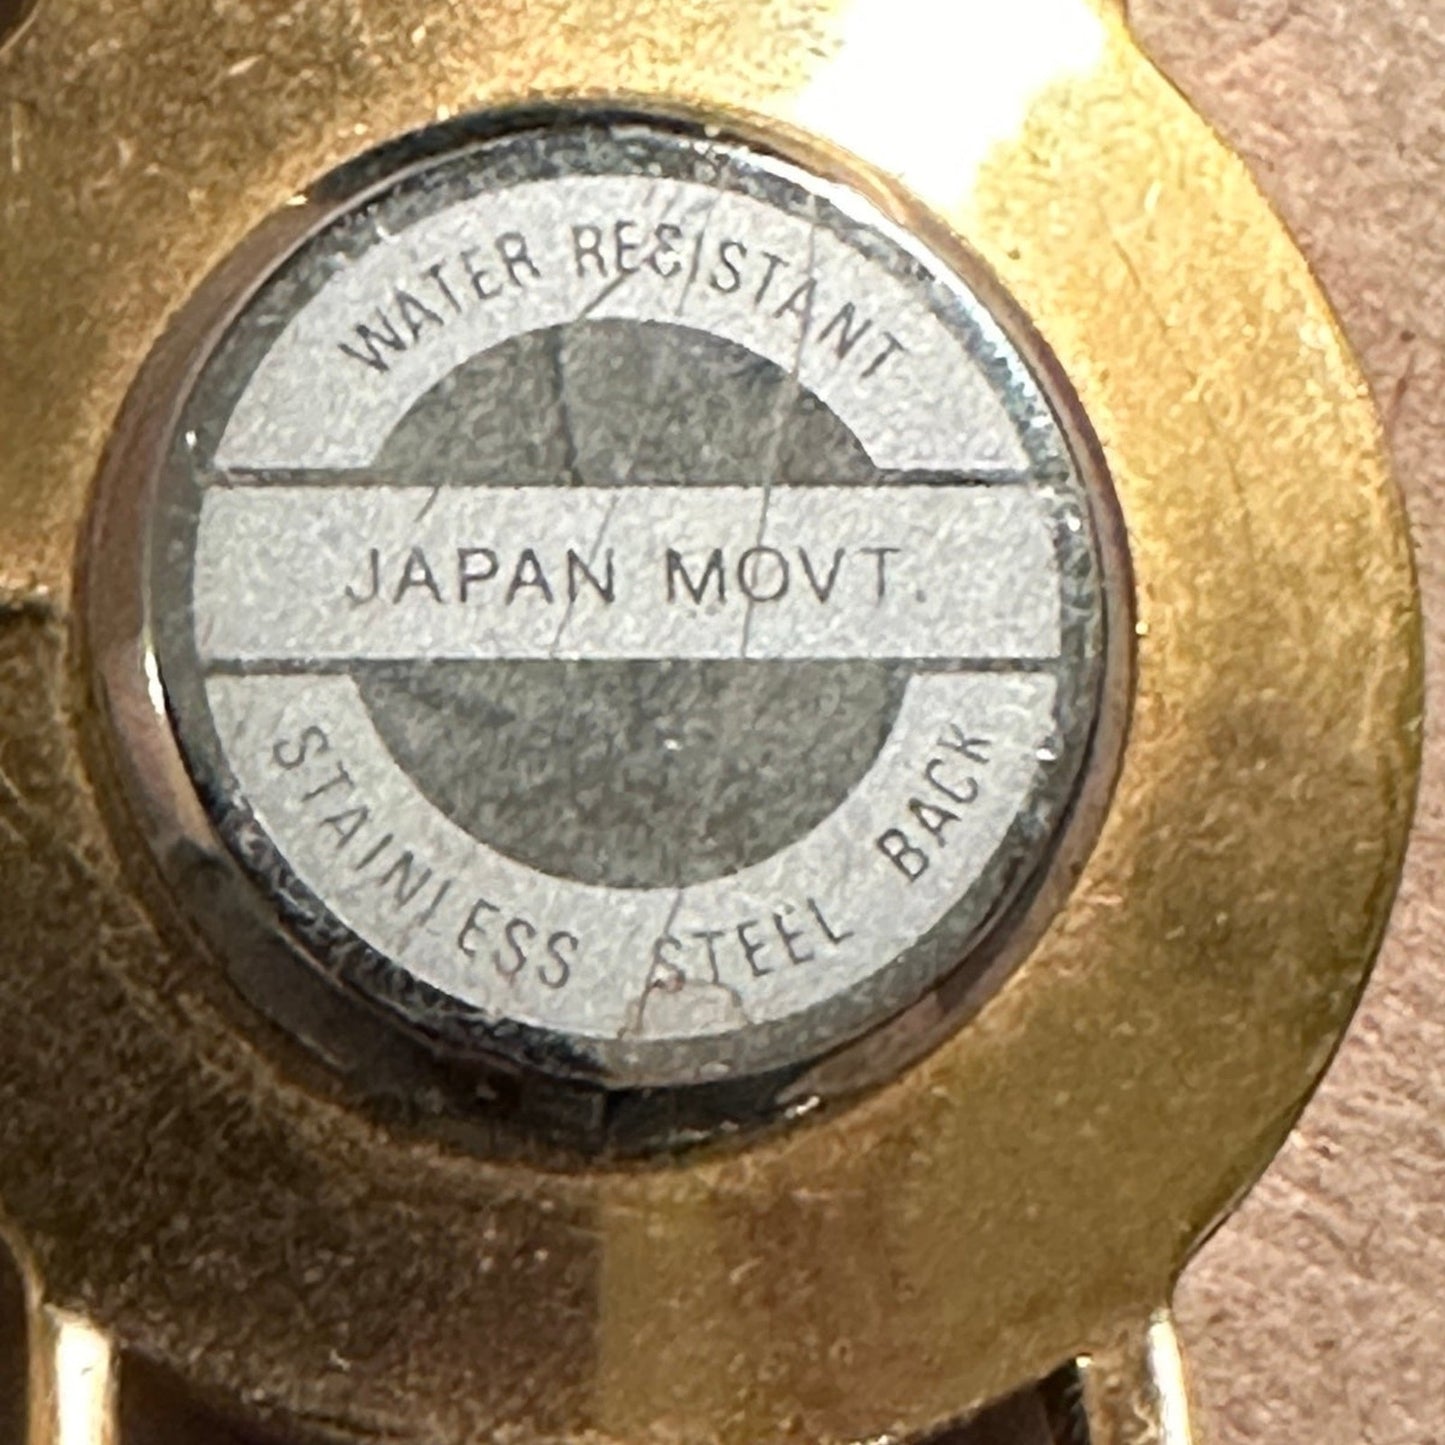 WATER RESISTANT
JAPAN MOVT.
STAINLESS STEEL BACK